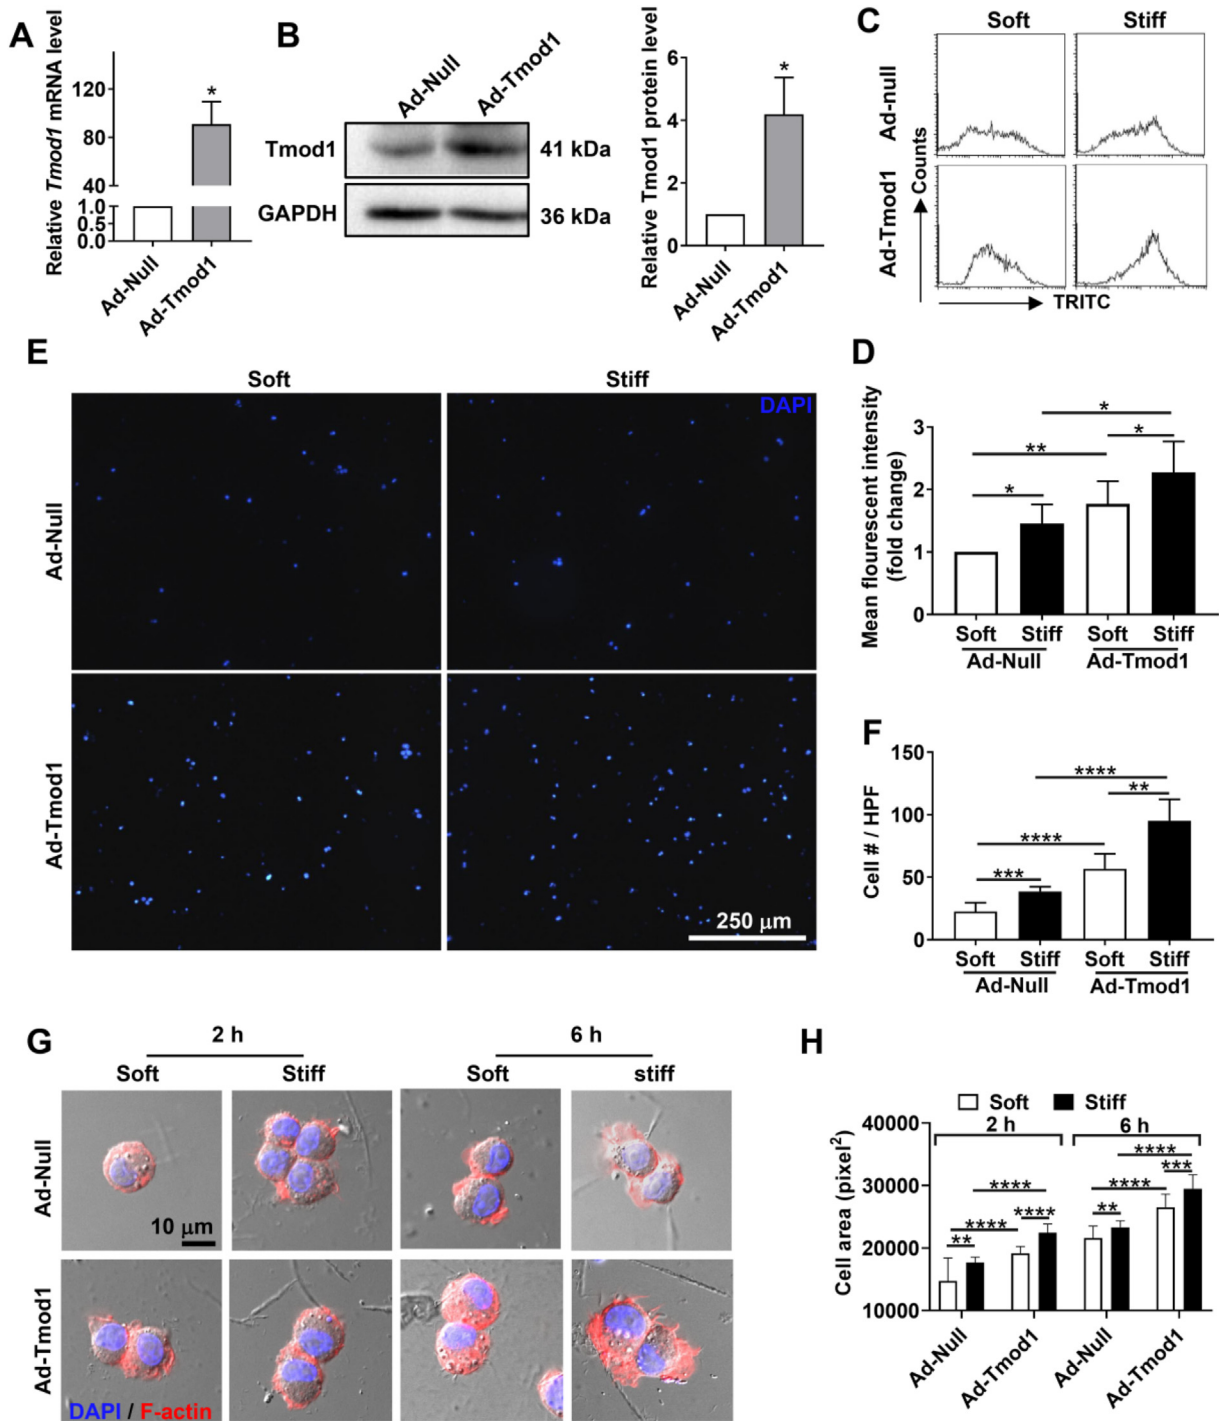 A
Relative Tmod1 mRNA level
120
80
40
1.0
0.5
0.0
*
Ad-Null
Ad-Tmod1
B
Ad-Null
Ad-Tmod1
Tmod1
41 kDa
GAPDH
36 kDa
Relative Tmod1 protein level
6
4
2
0
*
Ad-Null
Ad-Tmod1
C
Soft
Stiff
Ad-null
Ad-Tmod1
Counts
TRITC
D
Mean flourescent intensity
(fold change)
3
2
1
0
*
**
*
*
Soft
Stiff
Soft
Stiff
Ad-Null
Ad-Tmod1
E
Soft
Stiff
DAPI
Ad-Null
Ad-Tmod1
250 μm
F
Cell # / HPF
150
100
50
0
****
**
****
***
Soft
Stiff
Soft
Stiff
Ad-Null
Ad-Tmod1
G
2 h
6 h
Soft
Stiff
Soft
stiff
Ad-Null
10 μm
Ad-Tmod1
DAPI / F-actin
H
Soft
Stiff
Cell area (pixel²)
40000
30000
20000
10000
2 h
6 h
****
****
****
**
****
***
****
**
Ad-Null
Ad-Tmod1
Ad-Null
Ad-Tmod1